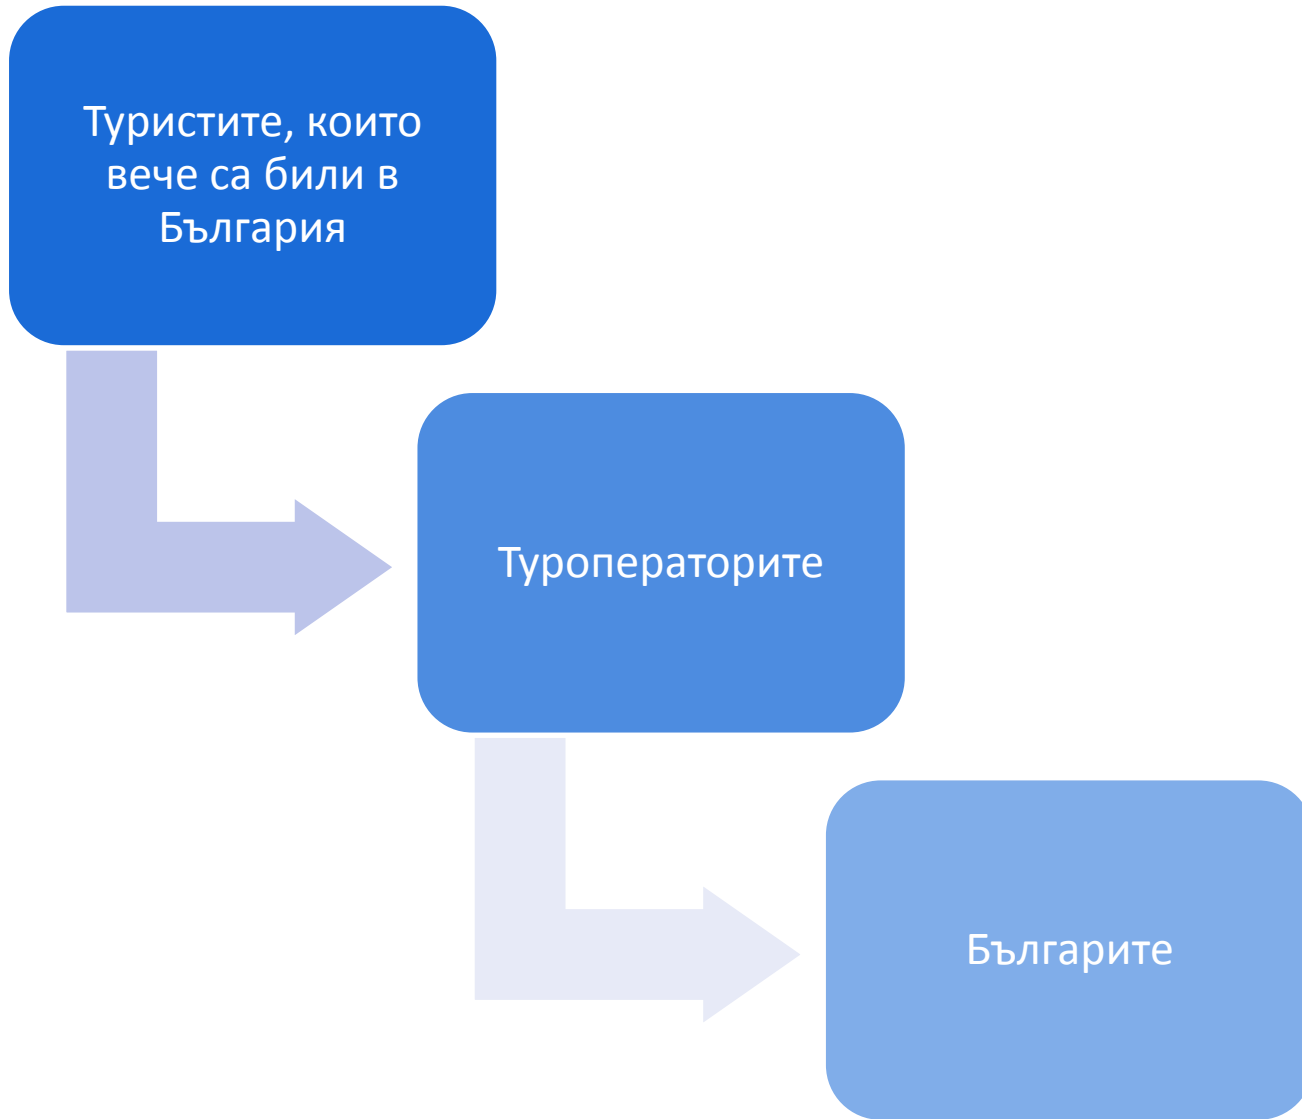 Туристите, които
вече са били в
България
Туроператорите
Българите